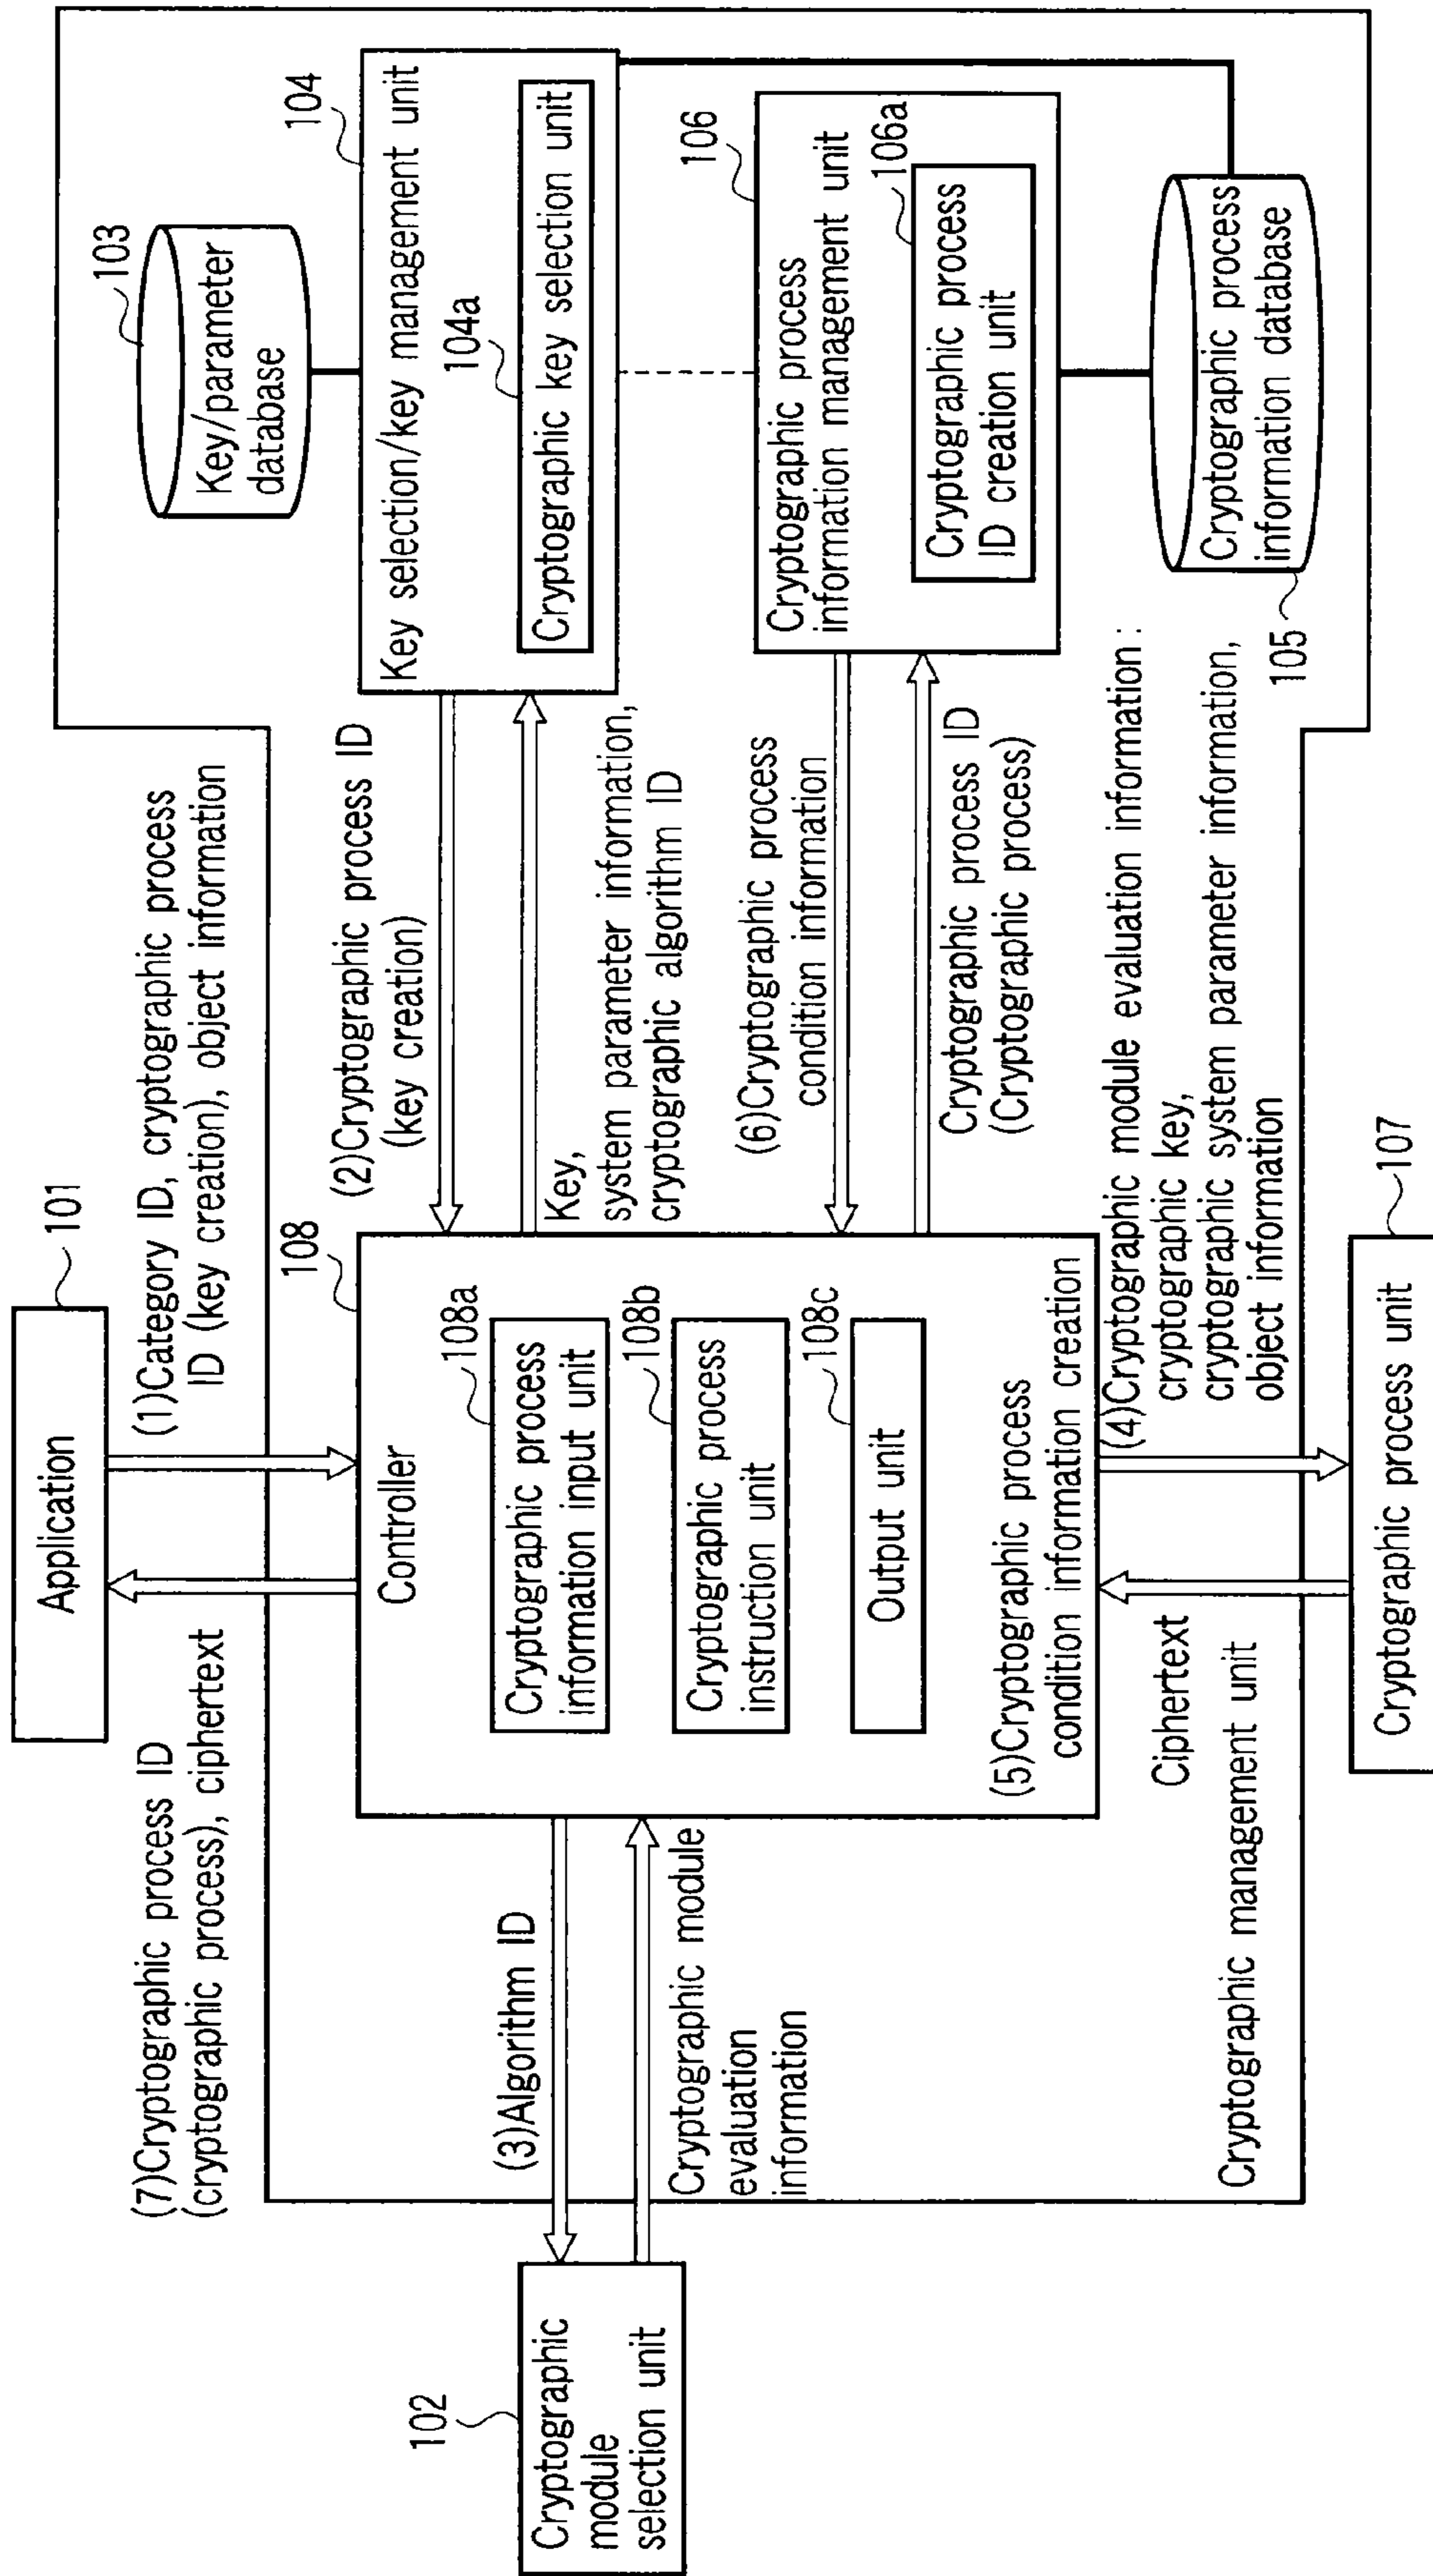 Application
101
(7)Cryptographic process ID
(cryptographic process), ciphertext
(1)Category ID, cryptographic process
ID (key creation), object information
103
Key/parameter
database
104
Key selection/key management unit
104a
Cryptographic key selection unit
108
Controller
108a
Cryptographic process
information input unit
108b
Cryptographic process
instruction unit
108c
Output unit
(5)Cryptographic process
condition information creation
(2)Cryptographic process ID
(key creation)
Key,
system parameter information,
cryptographic algorithm ID
102
Cryptographic
module
selection unit
(3)Algorithm ID
Cryptographic module
evaluation
information
106
Cryptographic process
information management unit
106a
Cryptographic process
ID creation unit
(6)Cryptographic process
condition information
Cryptographic process ID
(Cryptographic process)
(4)Cryptographic module evaluation information :
cryptographic key,
cryptographic system parameter information,
object information
Cryptographic process
information database
105
Ciphertext
Cryptographic management unit
107
Cryptographic process unit